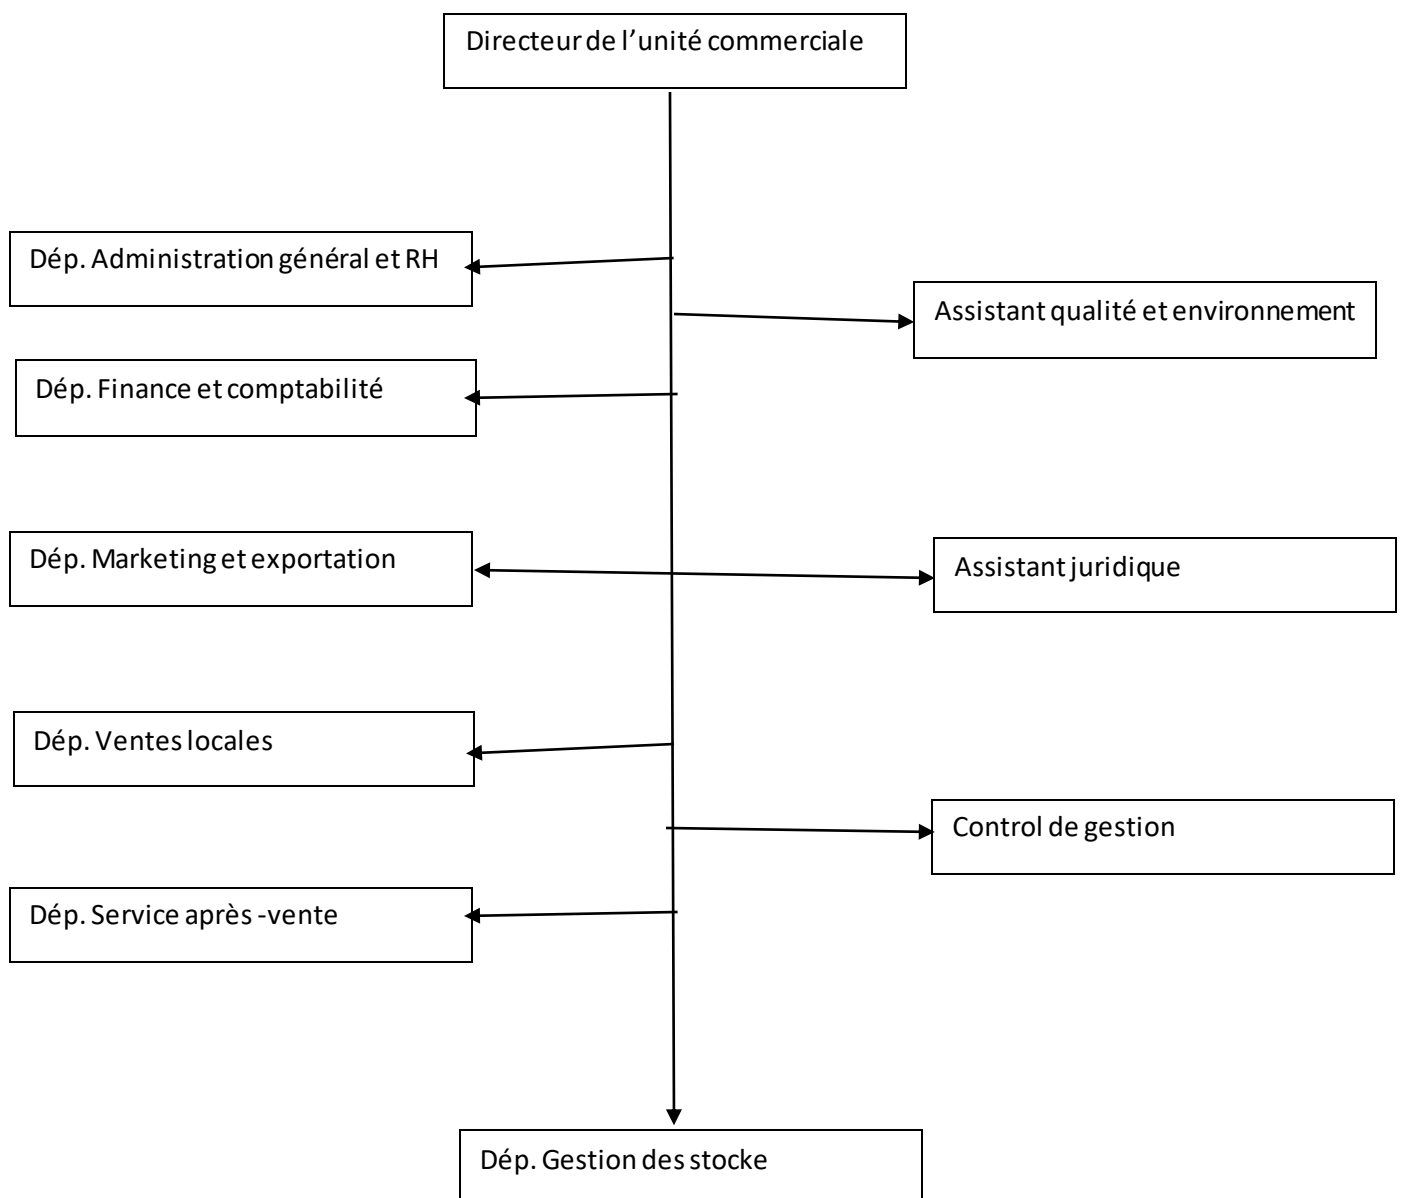 Directeur de l’unité commerciale
Dép. Administration général et RH
Assistant qualité et environnement
Dép. Finance et comptabilité
Dép. Marketing et exportation
Assistant juridique
Dép. Ventes locales
Control de gestion
Dép. Service après -vente
Dép. Gestion des stocke